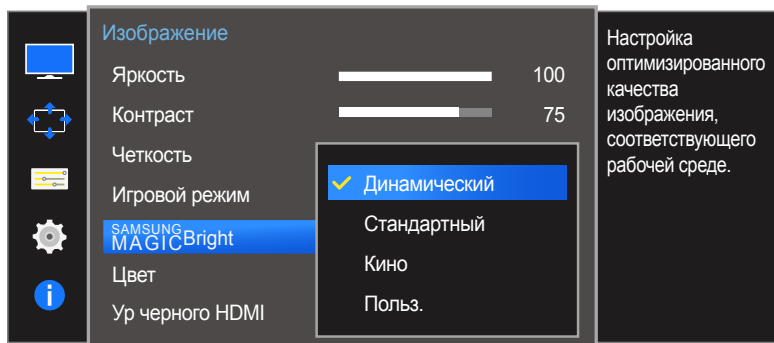 Изображение
Яркость 100
Контраст 75
Четкость
Игровой режим
SAMSUNG
MAGICBright
Цвет
Ур черного HDMI
Динамический
Стандартный
Кино
Польз.
Настройка
оптимизированного
качества
изображения,
соответствующего
рабочей среде.